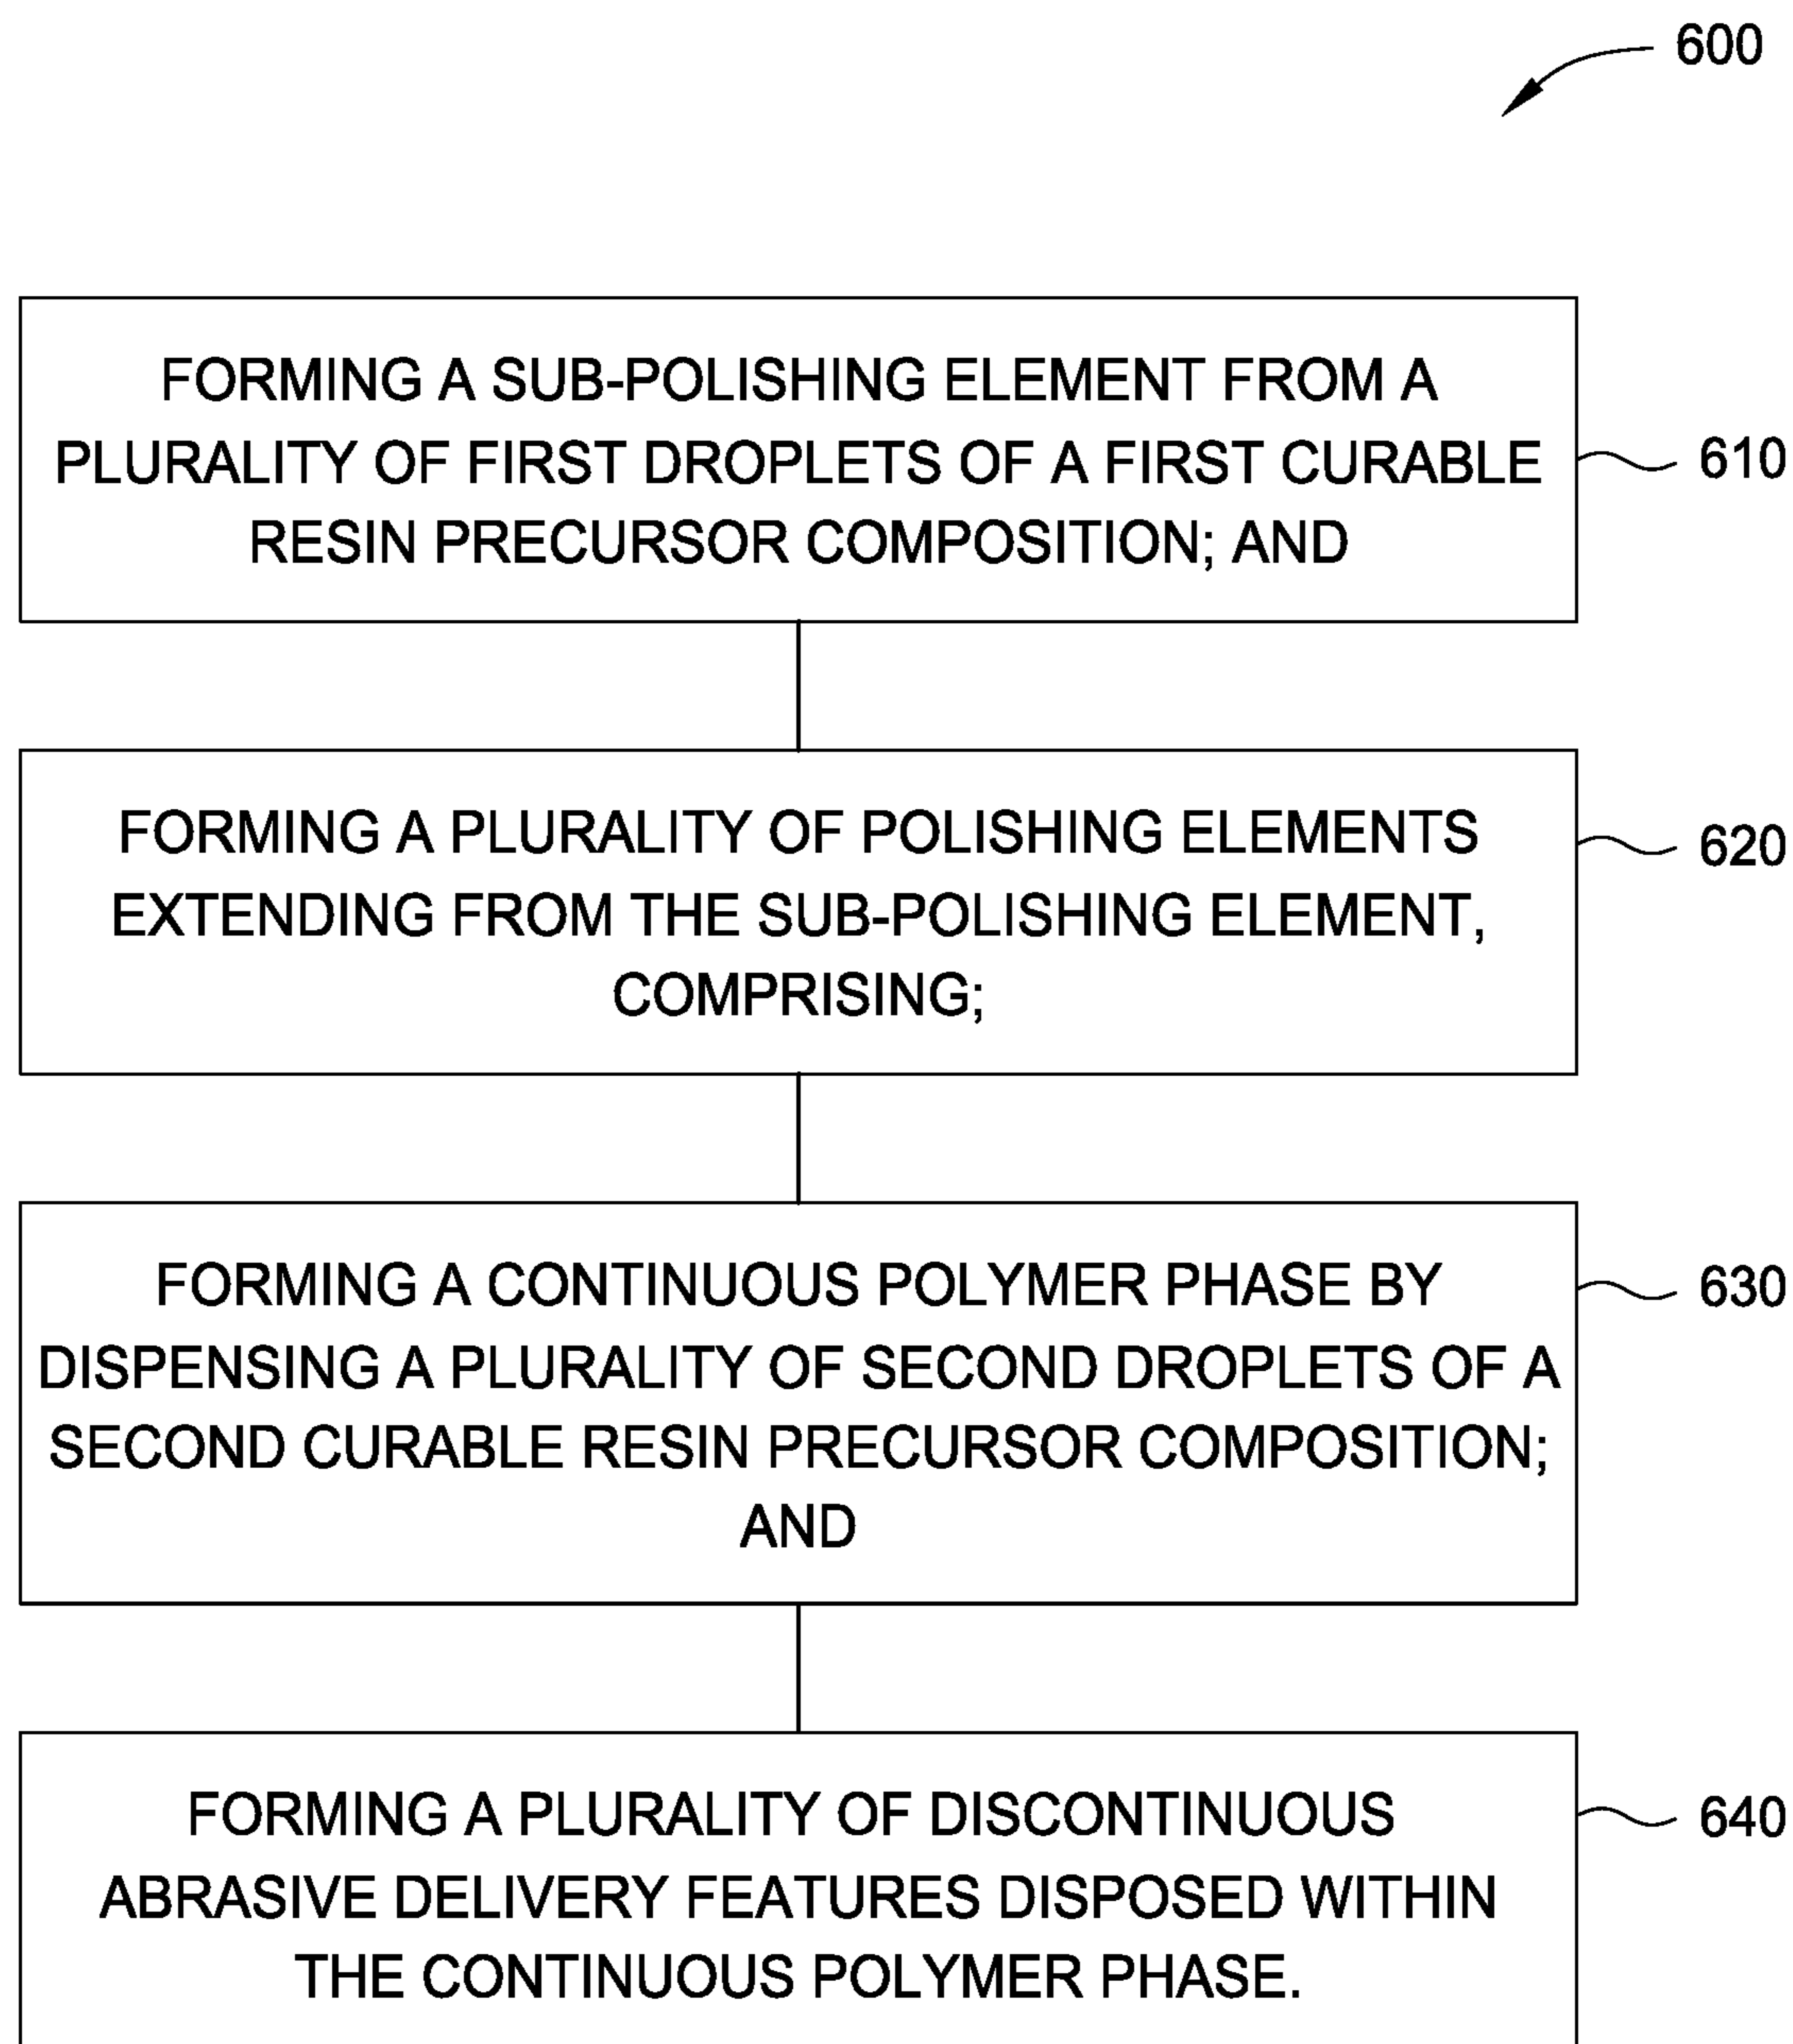 600
FORMING A SUB-POLISHING ELEMENT FROM A
PLURALITY OF FIRST DROPLETS OF A FIRST CURABLE
RESIN PRECURSOR COMPOSITION; AND
610
FORMING A PLURALITY OF POLISHING ELEMENTS
EXTENDING FROM THE SUB-POLISHING ELEMENT,
COMPRISING;
620
FORMING A CONTINUOUS POLYMER PHASE BY
DISPENSING A PLURALITY OF SECOND DROPLETS OF A
SECOND CURABLE RESIN PRECURSOR COMPOSITION;
AND
630
FORMING A PLURALITY OF DISCONTINUOUS
ABRASIVE DELIVERY FEATURES DISPOSED WITHIN
THE CONTINUOUS POLYMER PHASE.
640